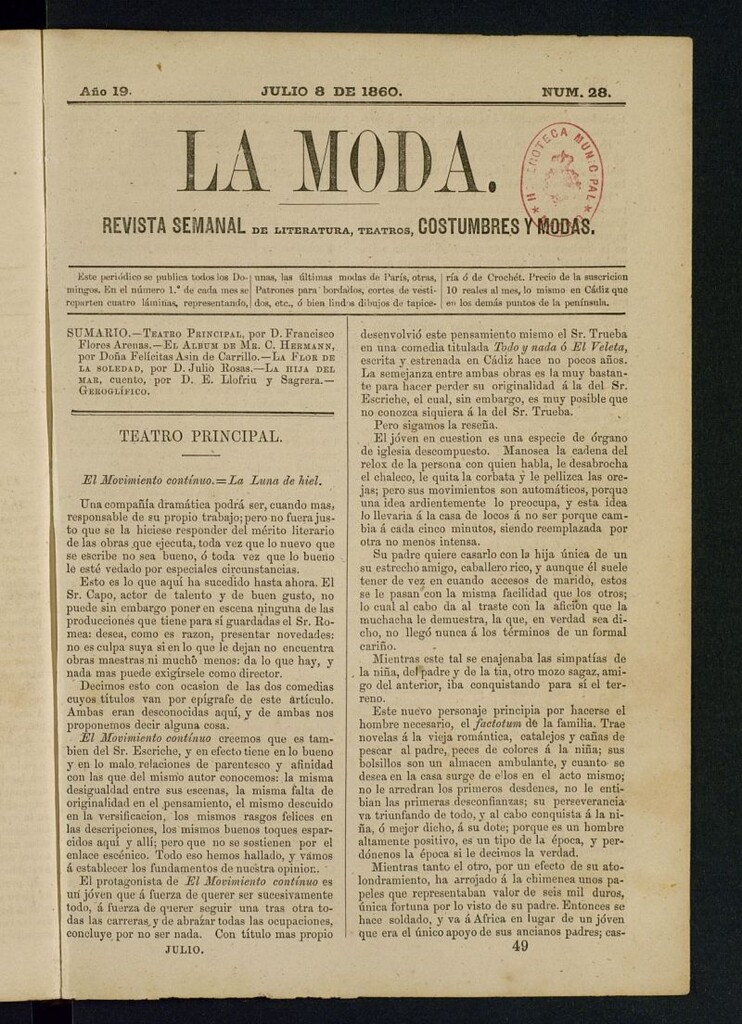 Año 19.
JULIO 8 DE 1860.
NUM. 28.
LA MODA.
HEMEROTECA MUNICIPAL
REVISTA SEMANAL DE LITERATURA, TEATROS, COSTUMBRES Y MODAS.
Este periódico se publica todos los Do-
mingos. En el número 1.º de cada mes se
reparten cuatro láminas, representando,
unas, las últimas modas de París, otras,
Patrones para bordados, cortes de vesti-
dos, etc., ó bien lindos dibujos de tapice-
ría ó de Crochét. Precio de la suscricion
10 reales al mes, lo mismo en Cádiz que
en los demás puntos de la península.
SUMARIO.—TEATRO PRINCIPAL, por D. Francisco
Flores Arenas.—EL ALBUM DE MR. C. HERMANN,
por Doña Felícitas Asin de Carrillo.—LA FLOR DE
LA SOLEDAD, por D. Julio Rosas.—LA HIJA DEL
MAR, cuento, por D. E. Llofriu y Sagrera.—
GEROGLÍFICO.
TEATRO PRINCIPAL.
El Movimiento contínuo.=La Luna de hiel.
Una compañía dramática podrá ser, cuando mas,
responsable de su propio trabajo; pero no fuera jus-
to que se la hiciese responder del mérito literario
de las obras que ejecuta, toda vez que lo nuevo que
se escribe no sea bueno, ó toda vez que lo bueno
le esté vedado por especiales circunstancias.
Esto es lo que aquí ha sucedido hasta ahora. El
Sr. Capo, actor de talento y de buen gusto, no
puede sin embargo poner en escena ninguna de las
producciones que tiene para sí guardadas el Sr. Ro-
mea: desea, como es razon, presentar novedades:
no es culpa suya si en lo que le dejan no encuentra
obras maestras ni muchó menos: da lo que hay, y
nada mas puede exigírsele como director.
Decimos esto con ocasion de las dos comedias
cuyos títulos van por epígrafe de este artículo.
Ambas eran desconocidas aquí, y de ambas nos
proponemos decir alguna cosa.
El Movimiento contínuo creemos que es tam-
bien del Sr. Escriche, y en efecto tiene en lo bueno
y en lo malo relaciones de parentesco y afinidad
con las que del mismo autor conocemos: la misma
desigualdad entre sus escenas, la misma falta de
originalidad en el pensamiento, el mismo descuido
en la versificacion, los mismos rasgos felices en
las descripciones, los mismos buenos toques espar-
cidos aquí y allí; pero que no se sostienen por el
enlace escénico. Todo eso hemos hallado, y vamos
á establecer los fundamentos de nuestra opinion.
El protagonista de El Movimiento contínuo es
un jóven que á fuerza de querer ser sucesivamente
todo, á fuerza de querer seguir una tras otra to-
das las carreras y de abrazar todas las ocupaciones,
concluye por no ser nada. Con título mas propio
JULIO.
desenvolvió este pensamiento mismo el Sr. Trueba
en una comedia titulada Todo y nada ó El Veleta,
escrita y estrenada en Cádiz hace no pocos años.
La semejanza entre ambas obras es la muy bastan-
te para hacer perder su originalidad á la del Sr.
Escriche, el cual, sin embargo, es muy posible que
no conozca siquiera á la del Sr. Trueba.
Pero sigamos la reseña.
El jóven en cuestion es una especie de órgano
de iglesia descompuesto. Manosea la cadena del
relox de la persona con quien habla, le desabrocha
el chaleco, le quita la corbata y le pellizca las ore-
jas; pero sus movimientos son automáticos, porque
una idea ardientemente lo preocupa, y esta idea
lo llevaría á la casa de locos á no ser porque cam-
bia á cada cinco minutos, siendo reemplazada por
otra no menos intensa.
Su padre quiere casarlo con la hija única de un
su estrecho amigo, caballero rico, y aunque él suele
tener de vez en cuando accesos de marido, estos
se le pasan con la misma facilidad que los otros;
lo cual al cabo da al traste con la aficion que la
muchacha le demuestra, la que, en verdad sea di-
cho, no llegó nunca á los términos de un formal
cariño.
Mientras este tal se enajenaba las simpatías de
la niña, del padre y de la tia, otro mozo sagaz, ami-
go del anterior, iba conquistando para sí el ter-
reno.
Este nuevo personaje principia por hacerse el
hombre necesario, el factotum de la familia. Trae
novelas á la vieja romántica, catalejos y cañas de
pescar al padre, peces de colores á la niña; sus
bolsillos son un almacen ambulante, y cuanto se
desea en la casa surge de ellos en el acto mismo;
no le arredran los primeros desdenes, no le enti-
bian las primeras desconfianzas; su perseverancia
va triunfando de todo, y al cabo conquista á la ni-
ña, ó mejor dicho, á su dote; porque es un hombre
altamente positivo, es un tipo de la época, y per-
dónenos la época si le decimos la verdad.
Mientras tanto el otro, por un efecto de su ato-
londramiento, ha arrojado á la chimenea unos pa-
peles que representaban valor de seis mil duros,
única fortuna por lo visto de su padre. Entonces se
hace soldado, y va á Africa en lugar de un jóven
que era el único apoyo de sus ancianos padres; cas-
49